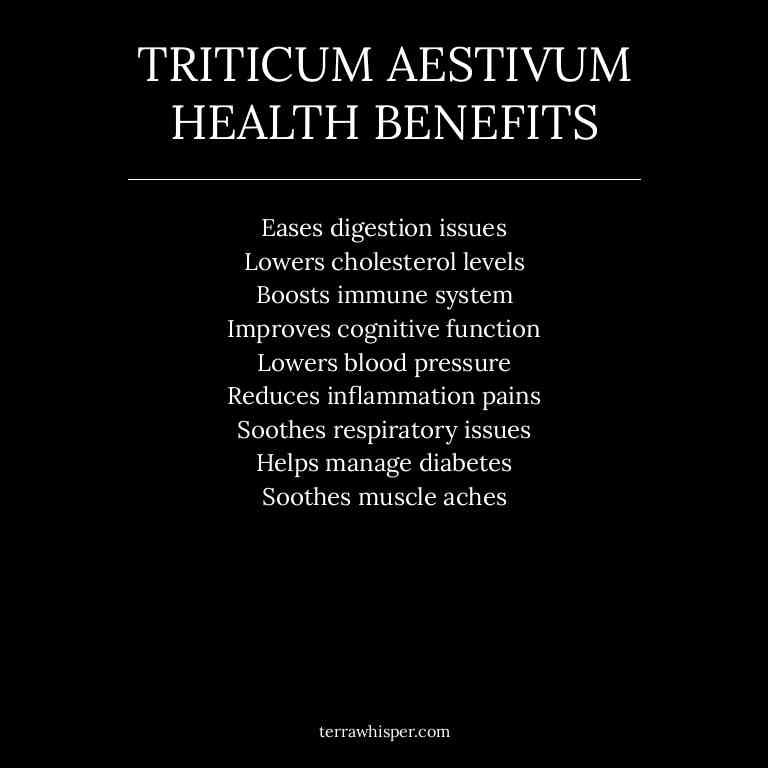 TRITICUM AESTIVUM
HEALTH BENEFITS
Eases digestion issues
Lowers cholesterol levels
Boosts immune system
Improves cognitive function
Lowers blood pressure
Reduces inflammation pains
Soothes respiratory issues
Helps manage diabetes
Soothes muscle aches
terrawhisper.com